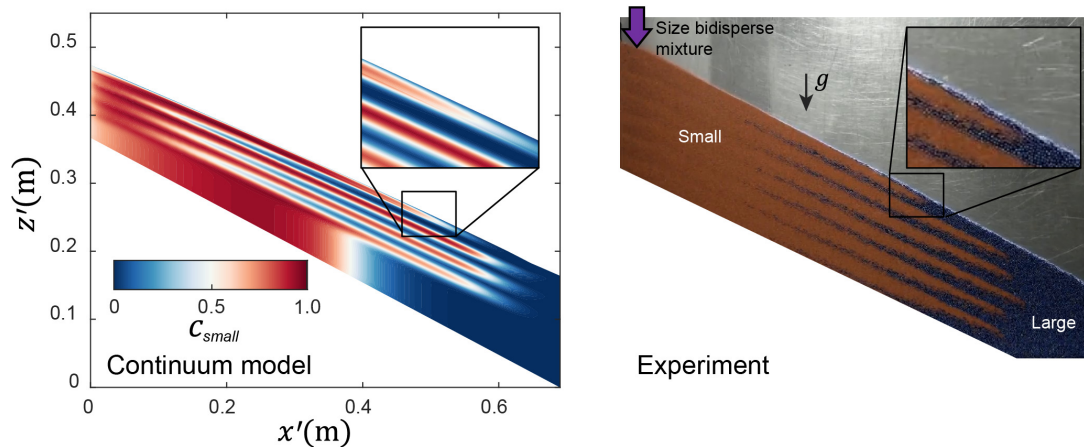 0.5
0.4
0.3
0.2
0.1
0
z′(m)
0 0.2 0.4 0.6
x′(m)
0 0.5 1.0
c_small
Continuum model
Size bidisperse
mixture
g
Small
Large
Experiment